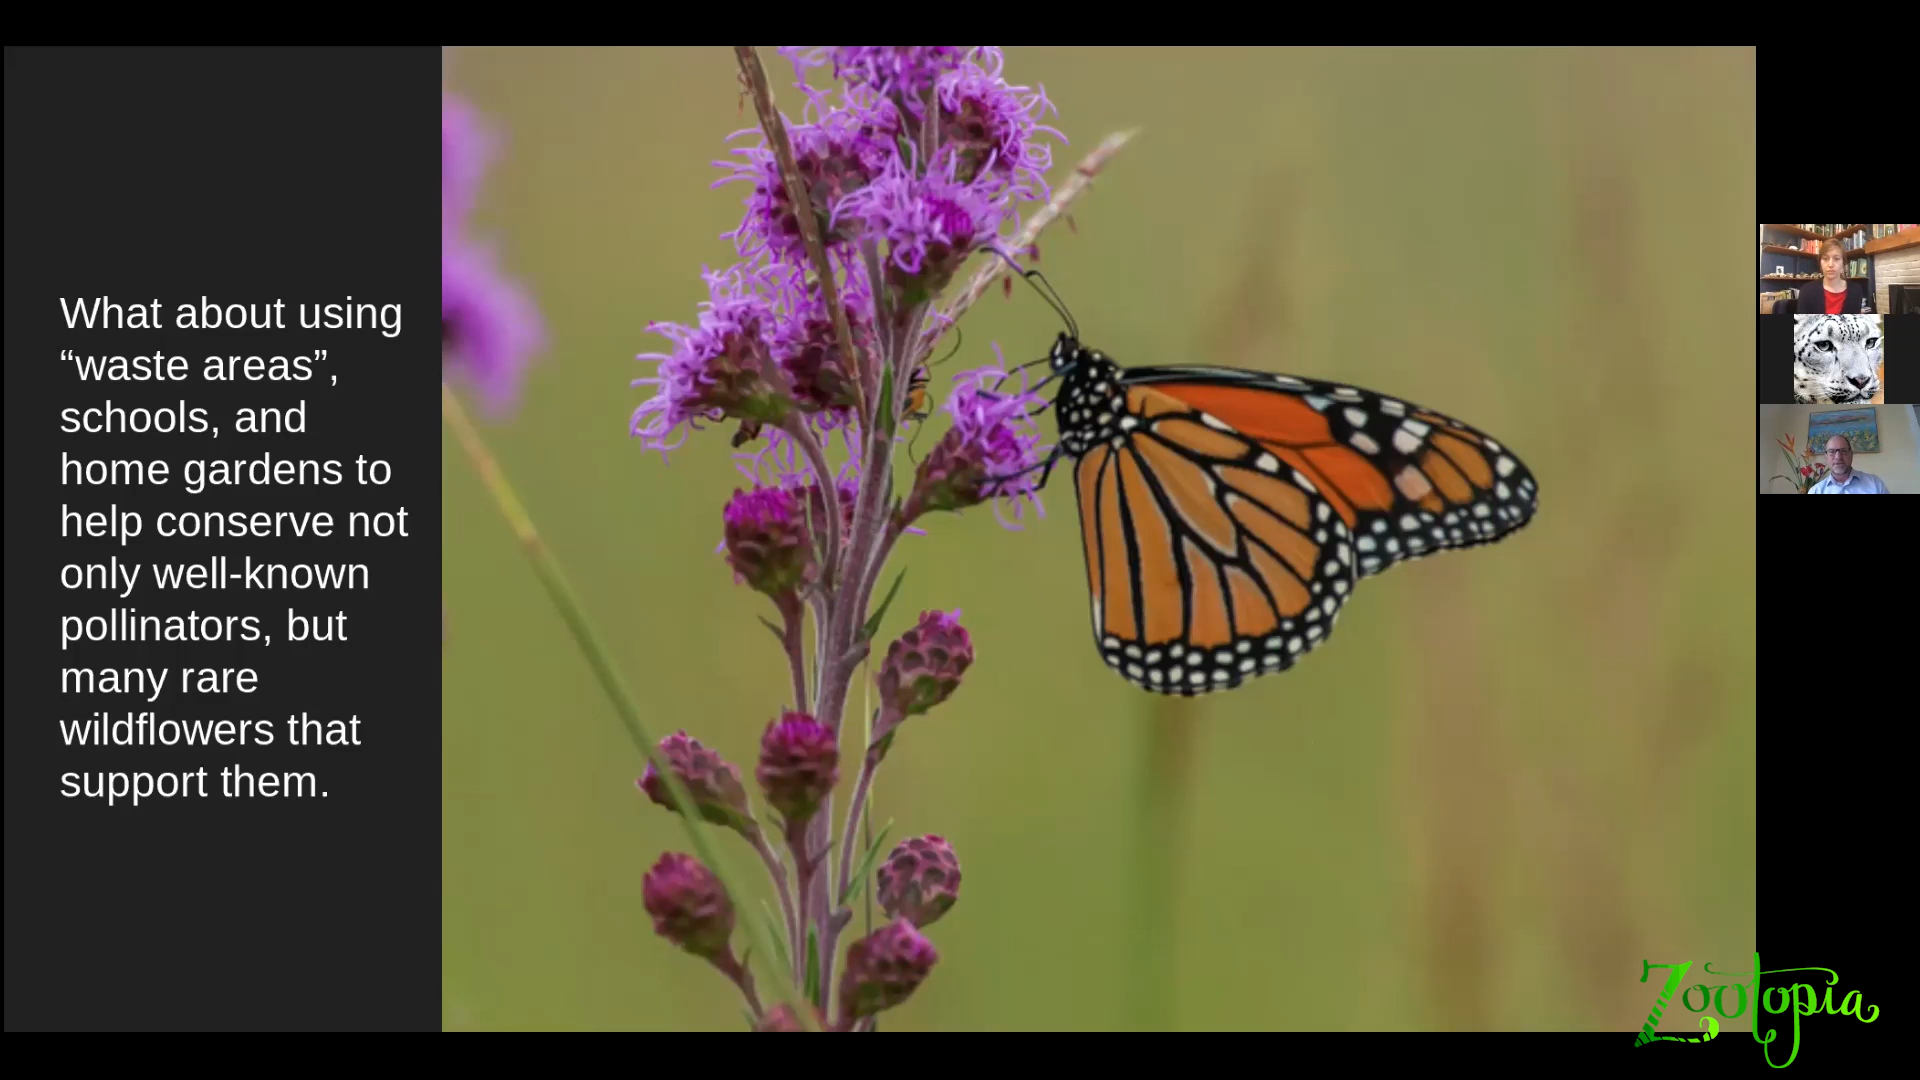 What about using
“waste areas”,
schools, and
home gardens to
help conserve not
only well-known
pollinators, but
many rare
wildflowers that
support them.
Zootopia